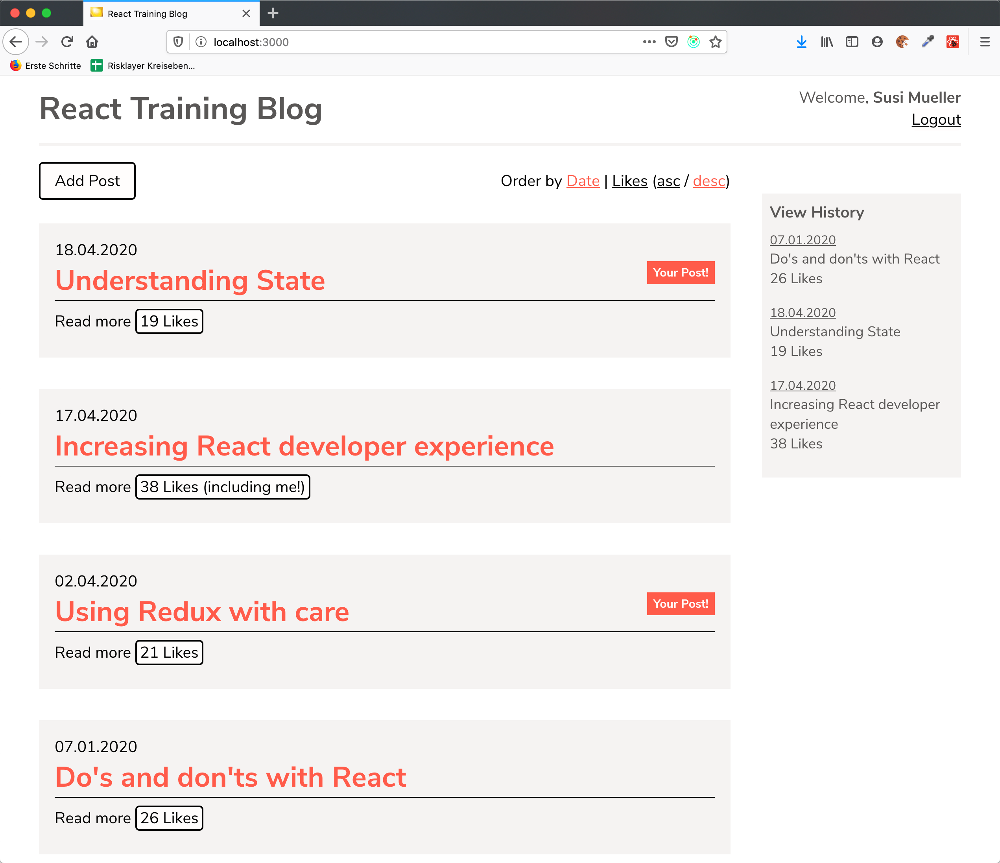 React Training Blog
localhost:3000
Erste Schritte
Risklayer Kreiseben...
React Training Blog
Welcome, Susi Mueller
Logout
Add Post
Order by Date | Likes (asc / desc)
18.04.2020
Understanding State
Your Post!
Read more 19 Likes
17.04.2020
Increasing React developer experience
Read more 38 Likes (including me!)
02.04.2020
Using Redux with care
Your Post!
Read more 21 Likes
07.01.2020
Do's and don'ts with React
Read more 26 Likes
View History
07.01.2020
Do's and don'ts with React
26 Likes
18.04.2020
Understanding State
19 Likes
17.04.2020
Increasing React developer
experience
38 Likes